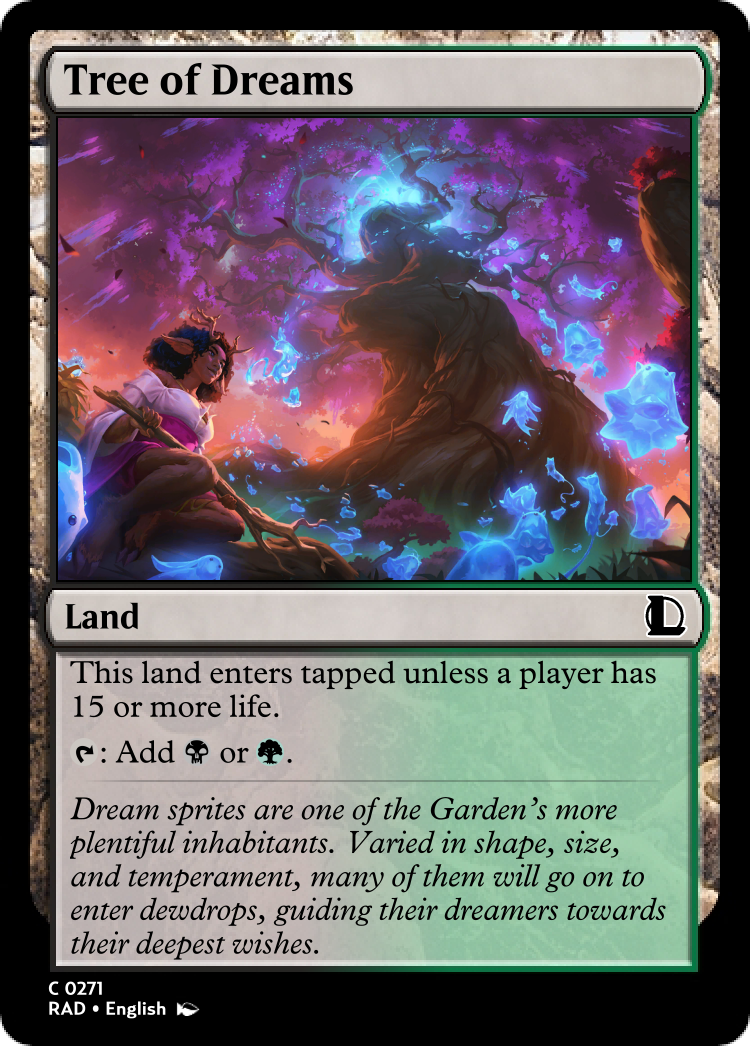 Tree of Dreams
Land
This land enters tapped unless a player has
15 or more life.
: Add or .
Dream sprites are one of the Garden's more
plentiful inhabitants. Varied in shape, size,
and temperament, many of them will go on to
enter dewdrops, guiding their dreamers towards
their deepest wishes.
C 0271
RAD • English